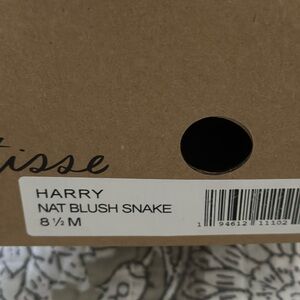 tisse
HARRY
NAT BLUSH SNAKE
8 ½ M
1 94612 11102